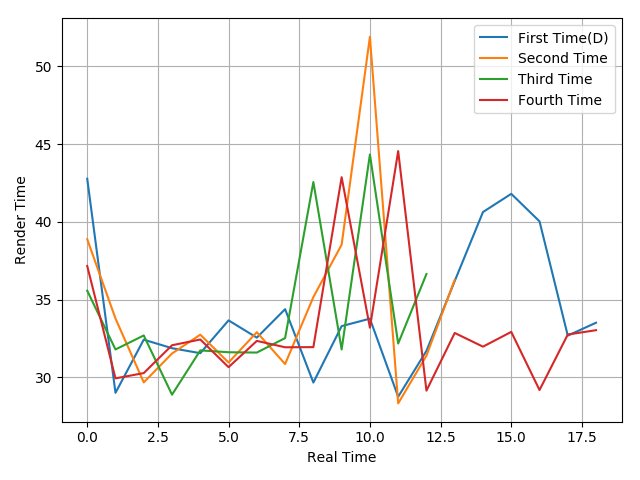 First Time(D)
Second Time
Third Time
Fourth Time
50
45
40
35
30
Render Time
0.0 2.5 5.0 7.5 10.0 12.5 15.0 17.5
Real Time